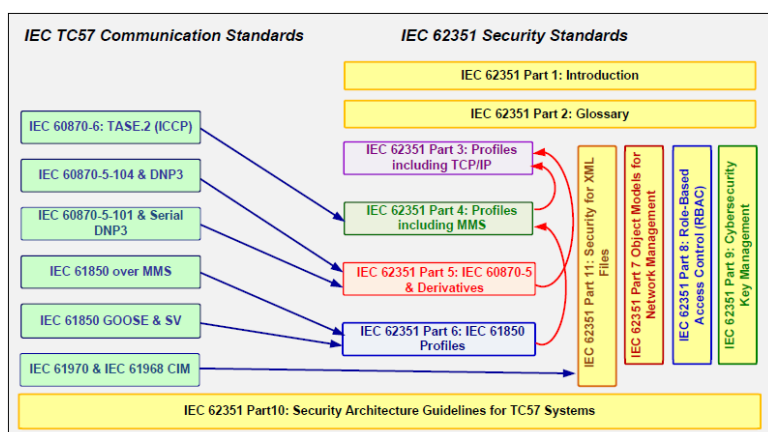 IEC TC57 Communication Standards
IEC 62351 Security Standards
IEC 62351 Part 1: Introduction
IEC 62351 Part 2: Glossary
IEC 60870-6: TASE.2 (ICCP)
IEC 60870-5-104 & DNP3
IEC 60870-5-101 & Serial
DNP3
IEC 61850 over MMS
IEC 61850 GOOSE & SV
IEC 61970 & IEC 61968 CIM
IEC 62351 Part 3: Profiles
including TCP/IP
IEC 62351 Part 4: Profiles
including MMS
IEC 62351 Part 5: IEC 60870-5
& Derivatives
IEC 62351 Part 6: IEC 61850
Profiles
IEC 62351 Part 11: Security for XML
Files
IEC 62351 Part 7 Object Models for
Network Management
IEC 62351 Part 8: Role-Based
Access Control (RBAC)
IEC 62351 Part 9: Cybersecurity
Key Management
IEC 62351 Part10: Security Architecture Guidelines for TC57 Systems